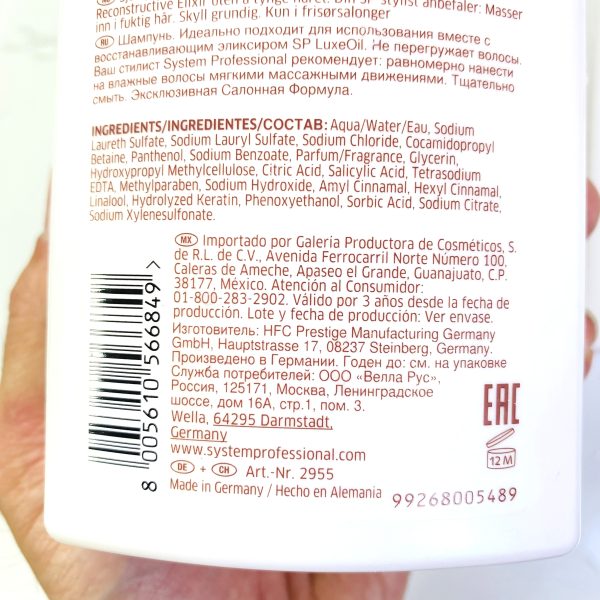 Reconstructive Elixir uten å tynge håret. Din SP stylist anbefaler: Masser
inn i fuktig hår. Skyll grundig. Kun i frisørsalonger
RU Шампунь. Идеально подходит для использования вместе с
восстанавливающим эликсиром SP LuxeOil. Не перегружает волосы.
Ваш стилист System Professional рекомендует: равномерно нанести
на влажные волосы мягкими массажными движениями. Тщательно
смыть. Эксклюзивная Салонная Формула.
INGREDIENTS/INGREDIENTES/СОСТАВ: Aqua/Water/Eau, Sodium
Laureth Sulfate, Sodium Lauryl Sulfate, Sodium Chloride, Cocamidopropyl
Betaine, Panthenol, Sodium Benzoate, Parfum/Fragrance, Glycerin,
Hydroxypropyl Methylcellulose, Citric Acid, Salicylic Acid, Tetrasodium
EDTA, Methylparaben, Sodium Hydroxide, Amyl Cinnamal, Hexyl Cinnamal,
Linalool, Hydrolyzed Keratin, Phenoxyethanol, Sorbic Acid, Sodium Citrate,
Sodium Xylenesulfonate.
MX Importado por Galería Productora de Cosméticos, S.
de R.L. de C.V., Avenida Ferrocarril Norte Número 100,
Caleras de Ameche, Apaseo el Grande, Guanajuato, C.P.
38177, México. Atención al Consumidor:
01-800-283-2902. Válido por 3 años desde la fecha de
producción. Lote y fecha de producción: Ver envase.
Изготовитель: HFC Prestige Manufacturing Germany
GmbH, Hauptstrasse 17, 08237 Steinberg, Germany.
Произведено в Германии. Годен до: см. на упаковке
Служба потребителей: ООО «Велла Рус»,
Россия, 125171, Москва, Ленинградское
шоссе, дом 16А, стр.1, пом. 3.
Wella, 64295 Darmstadt,
Germany
www.systemprofessional.com
DE + CH Art.-Nr. 2955
Made in Germany / Hecho en Alemania
8 005610 566849 >
EAC
12 M
99268005489